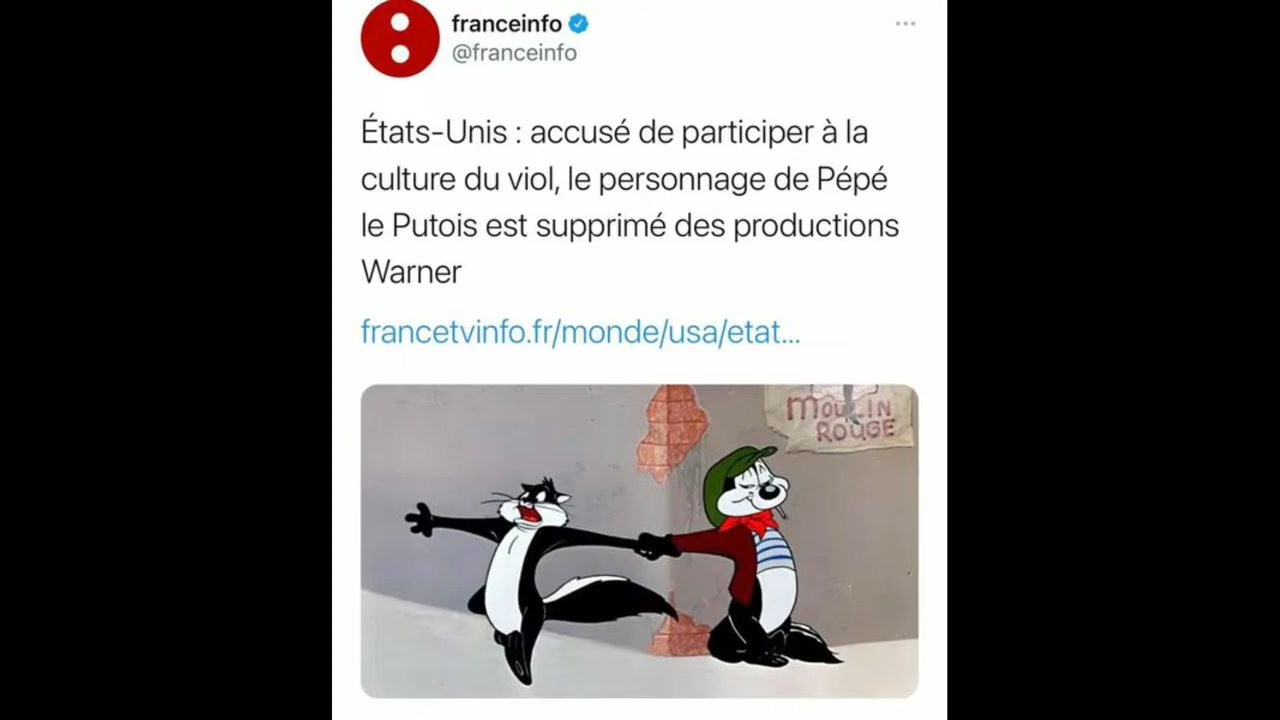 franceinfo
@franceinfo
États-Unis : accusé de participer à la
culture du viol, le personnage de Pépé
le Putois est supprimé des productions
Warner
francetvinfo.fr/monde/usa/etat...
MOULIN
ROUGE